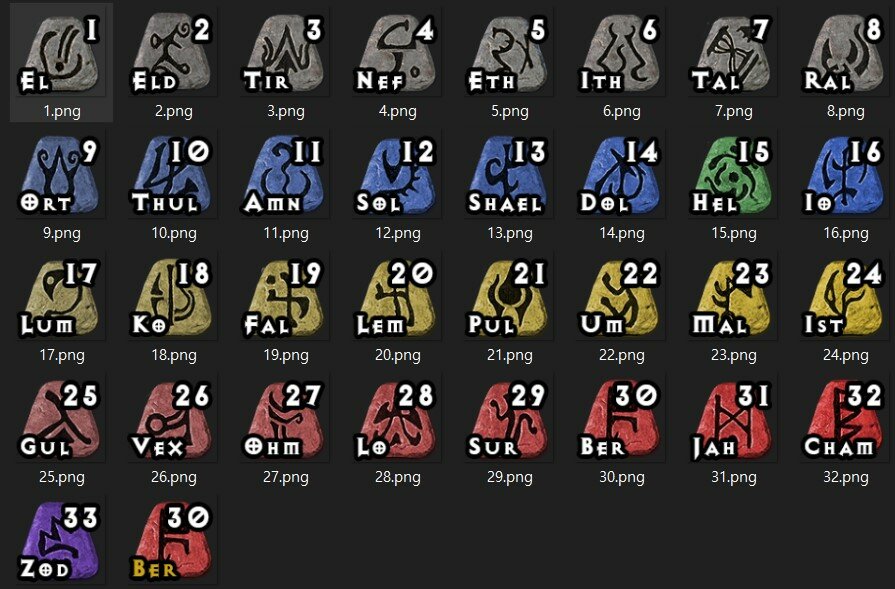 1 2 3 4 5 6 7 8
El Eld Tir Nef Eth Ith Tal Ral
1.png 2.png 3.png 4.png 5.png 6.png 7.png 8.png
9 10 11 12 13 14 15 16
Ort Thul Amn Sol Shael Dol Hel Io
9.png 10.png 11.png 12.png 13.png 14.png 15.png 16.png
17 18 19 20 21 22 23 24
Lum Ko Fal Lem Pul Um Mal Ist
17.png 18.png 19.png 20.png 21.png 22.png 23.png 24.png
25 26 27 28 29 30 31 32
Gul Vex Ohm Lo Sur Ber Jah Cham
25.png 26.png 27.png 28.png 29.png 30.png 31.png 32.png
33 30
Zod Ber